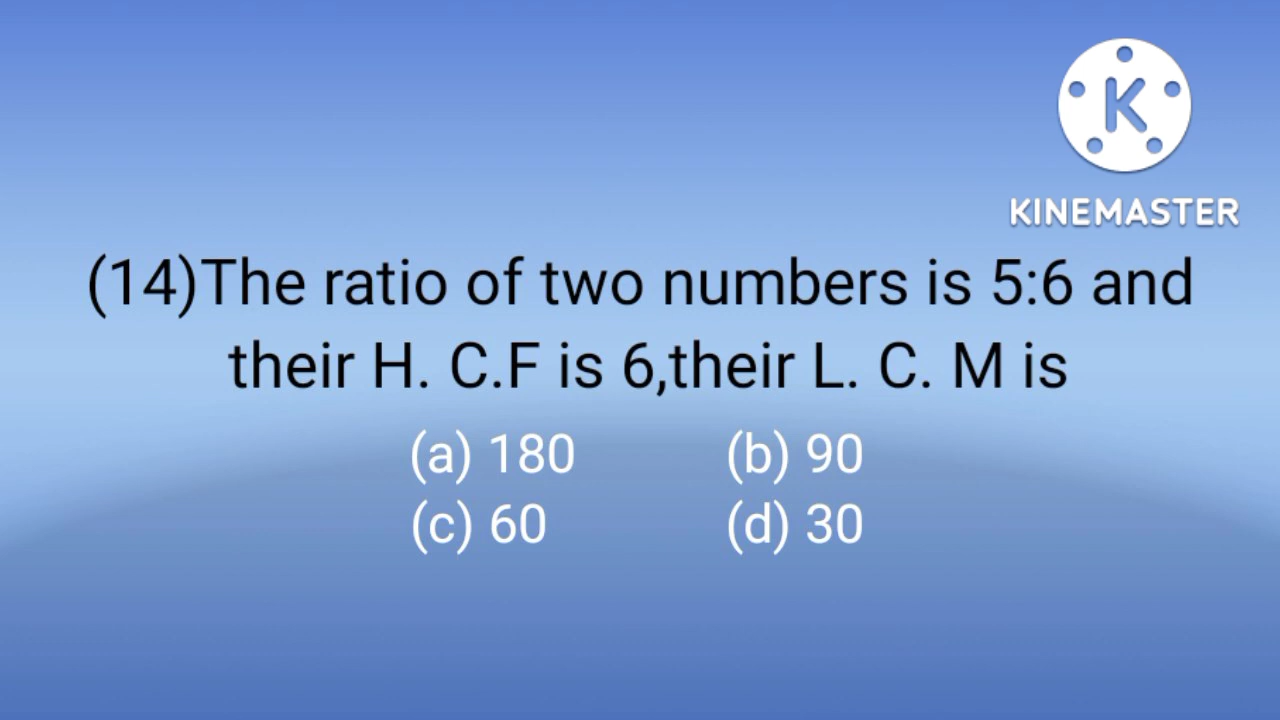 K
KINEMASTER
(14)The ratio of two numbers is 5:6 and
their H. C.F is 6,their L. C. M is
(a) 180 (b) 90
(c) 60 (d) 30